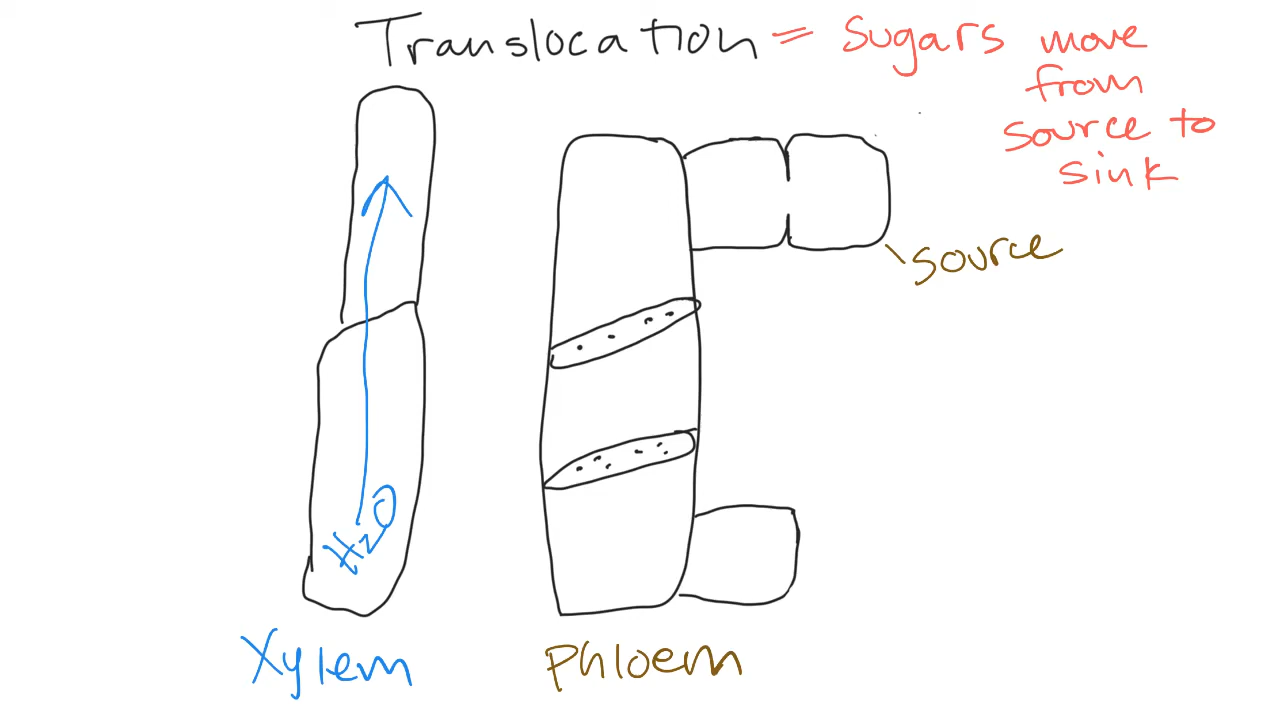 Translocation = Sugars move
from
source to
sink
source
H2O
Xylem
Phloem